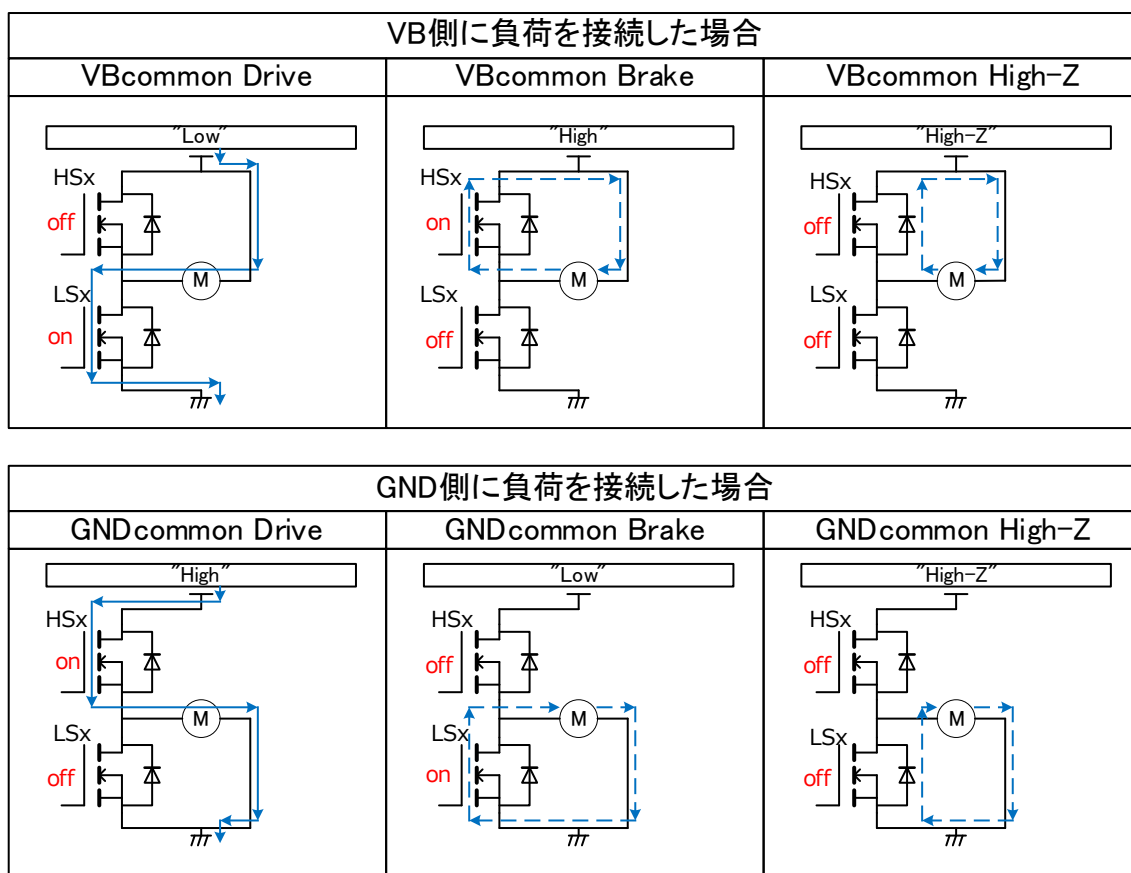 VB側に負荷を接続した場合
VBcommon Drive
VBcommon Brake
VBcommon High-Z
"Low"
HSx
off
M
LSx
on
"High"
HSx
on
M
LSx
off
"High-Z"
HSx
off
M
LSx
off
GND側に負荷を接続した場合
GNDcommon Drive
GNDcommon Brake
GNDcommon High-Z
"High"
HSx
on
M
LSx
off
"Low"
HSx
off
M
LSx
on
"High-Z"
HSx
off
M
LSx
off